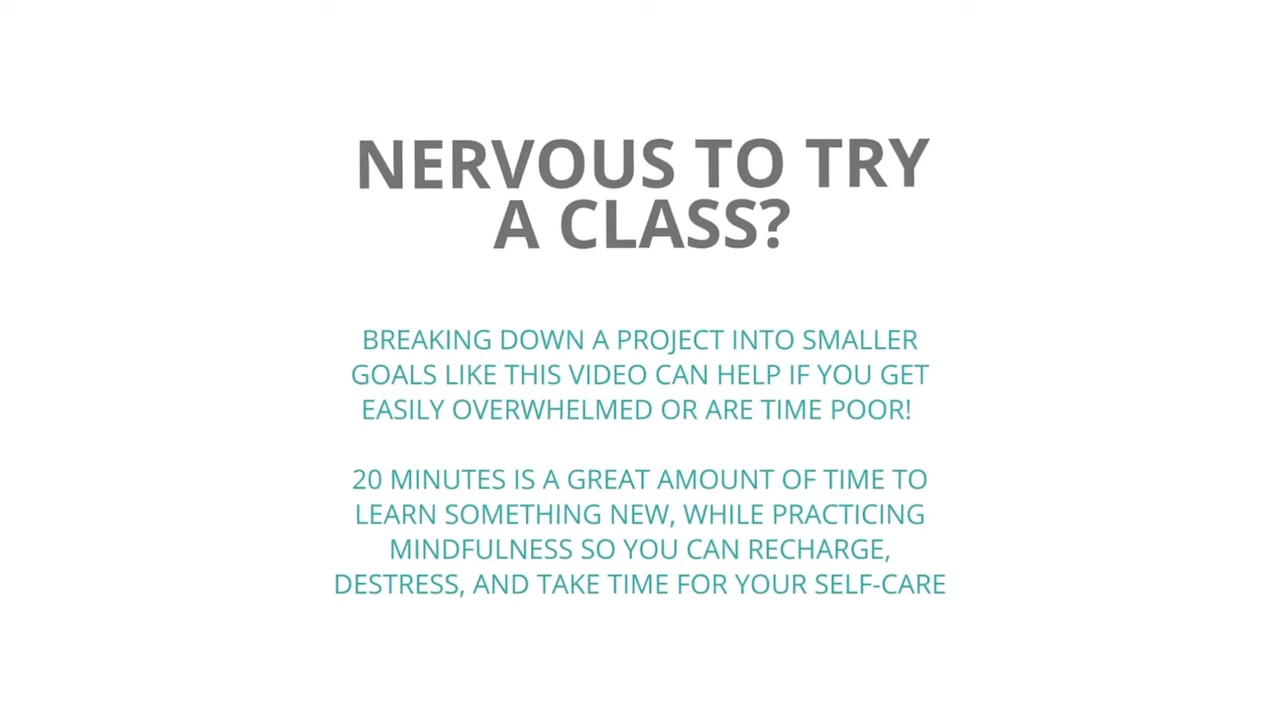 NERVOUS TO TRY
A CLASS?
BREAKING DOWN A PROJECT INTO SMALLER
GOALS LIKE THIS VIDEO CAN HELP IF YOU GET
EASILY OVERWHELMED OR ARE TIME POOR!
20 MINUTES IS A GREAT AMOUNT OF TIME TO
LEARN SOMETHING NEW, WHILE PRACTICING
MINDFULNESS SO YOU CAN RECHARGE,
DESTRESS, AND TAKE TIME FOR YOUR SELF-CARE